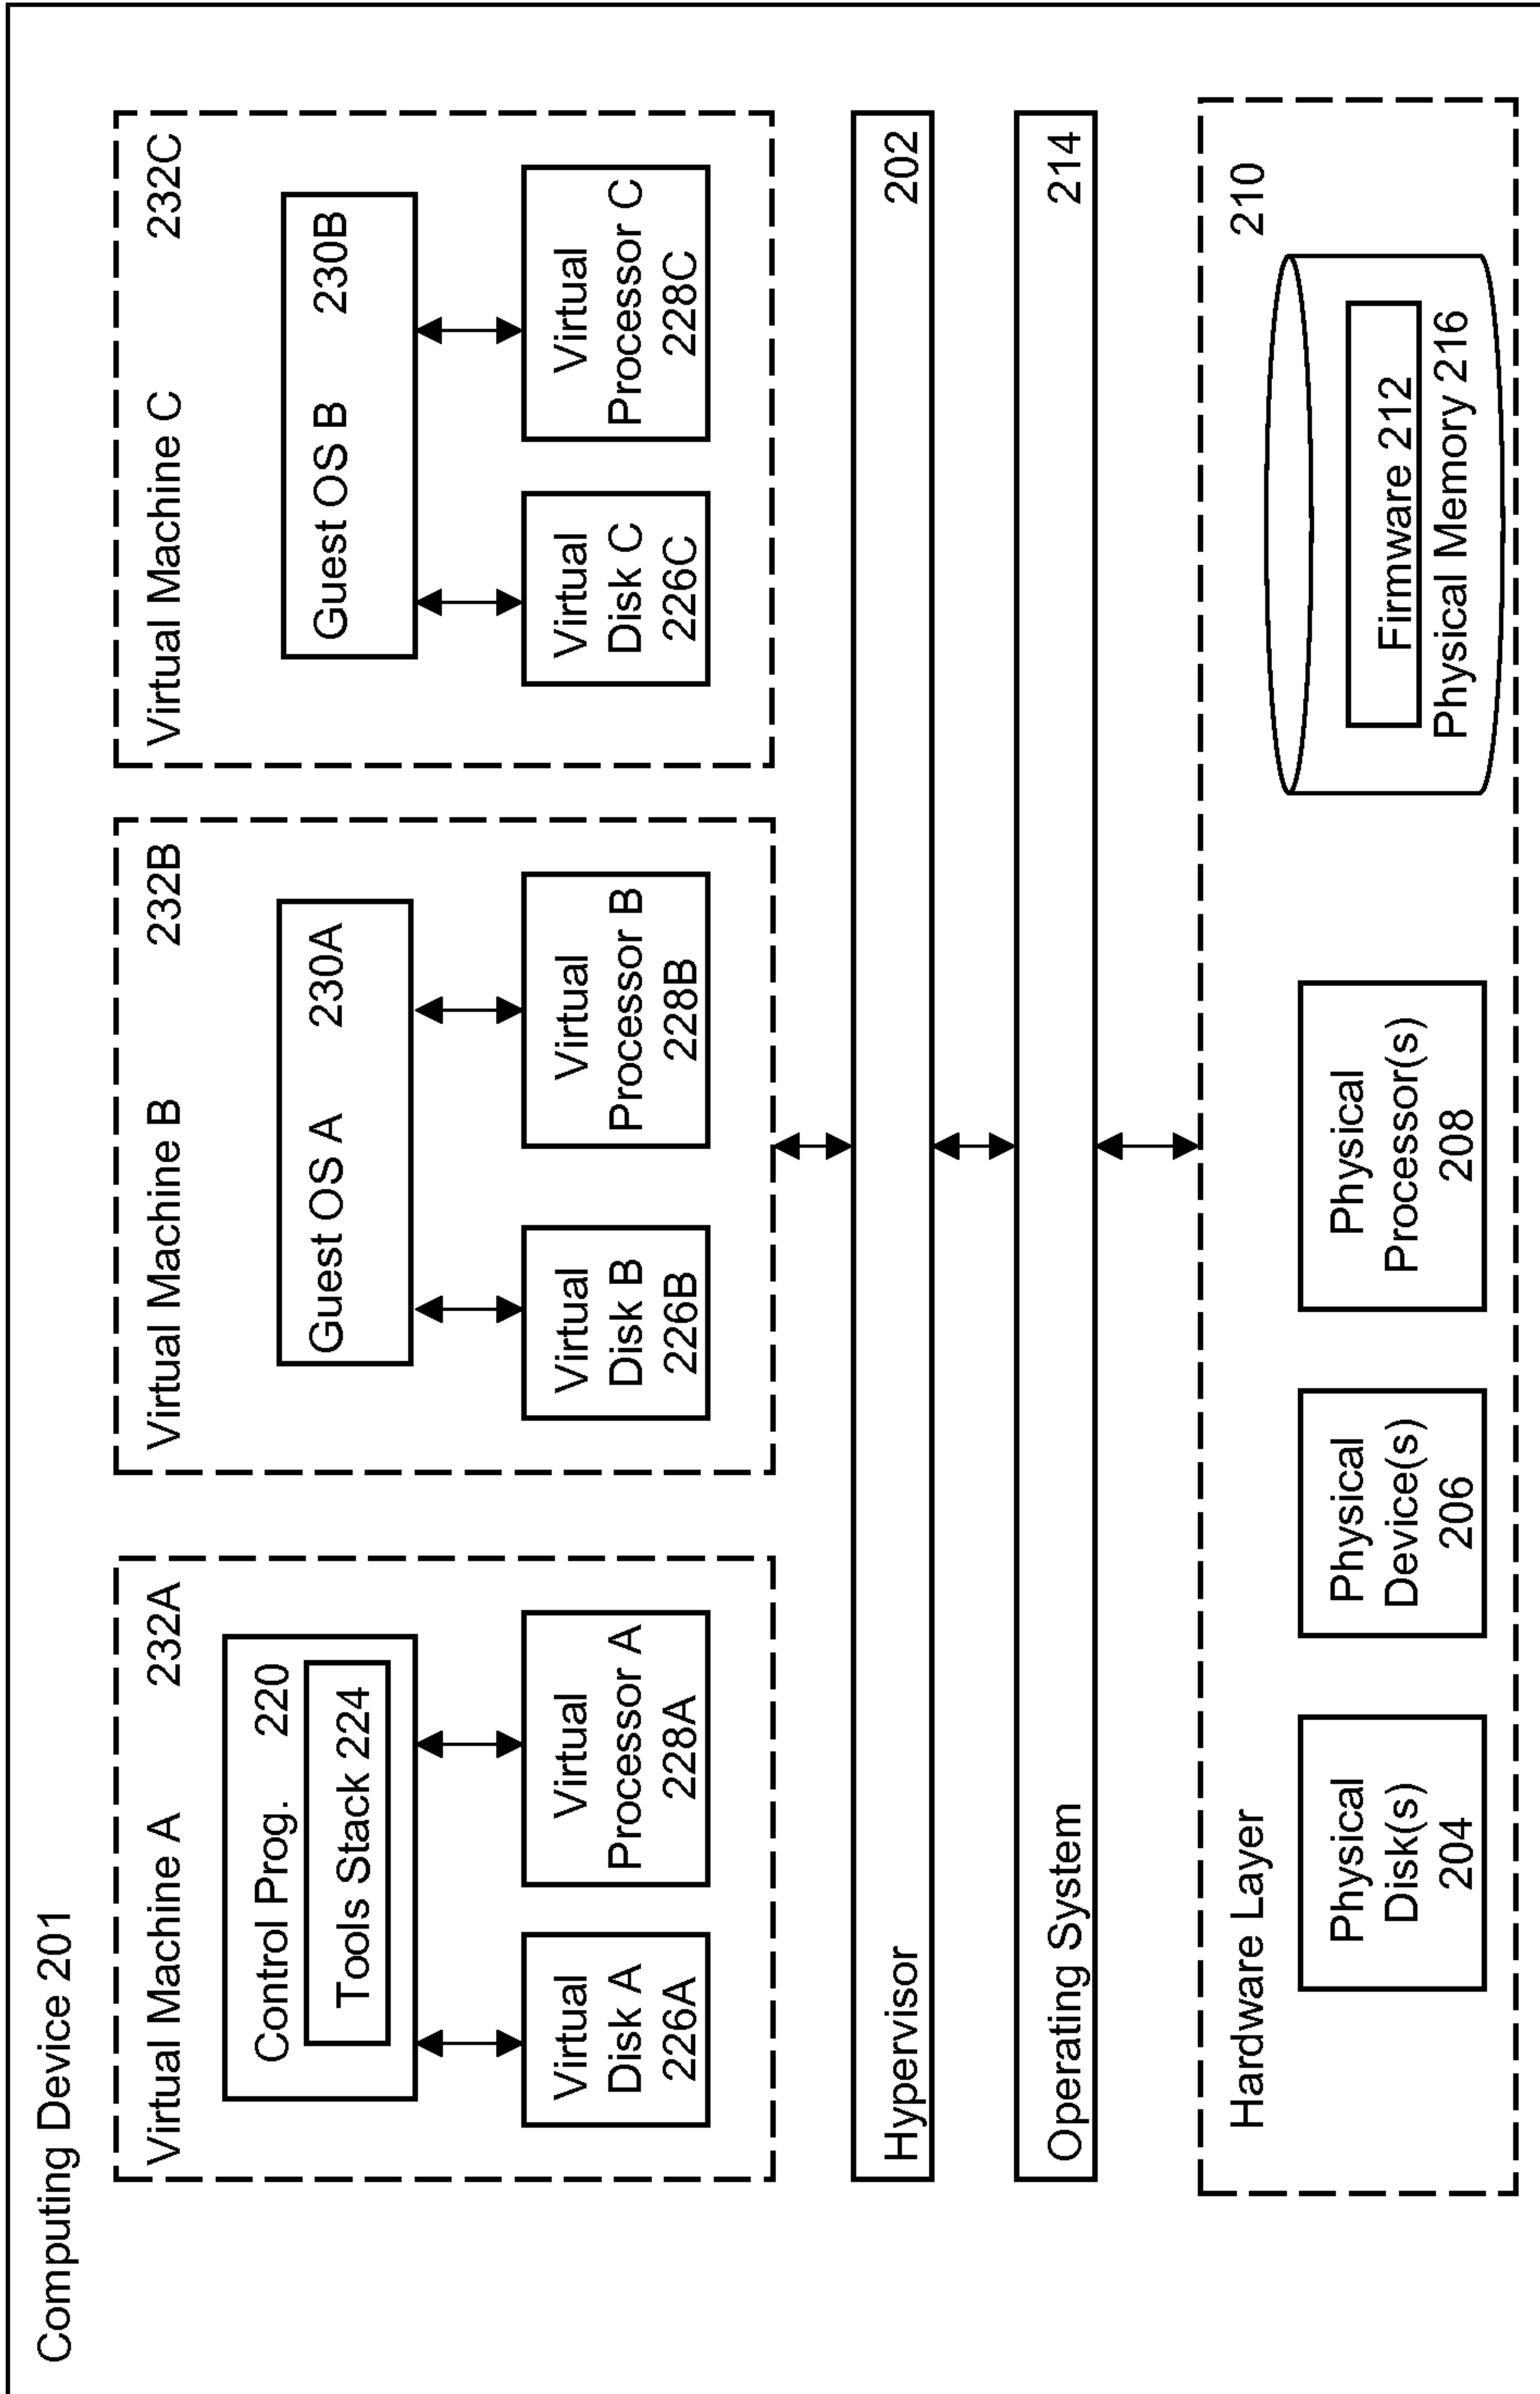 Computing Device 201
Virtual Machine A 232A
Control Prog. 220
Tools Stack 224
Virtual
Disk A
226A
Virtual
Processor A
228A
Virtual Machine B 232B
Guest OS A 230A
Virtual
Disk B
226B
Virtual
Processor B
228B
Virtual Machine C 232C
Guest OS B 230B
Virtual
Disk C
226C
Virtual
Processor C
228C
Hypervisor 202
Operating System 214
Hardware Layer 210
Physical
Disk(s)
204
Physical
Device(s)
206
Physical
Processor(s)
208
Firmware 212
Physical Memory 216